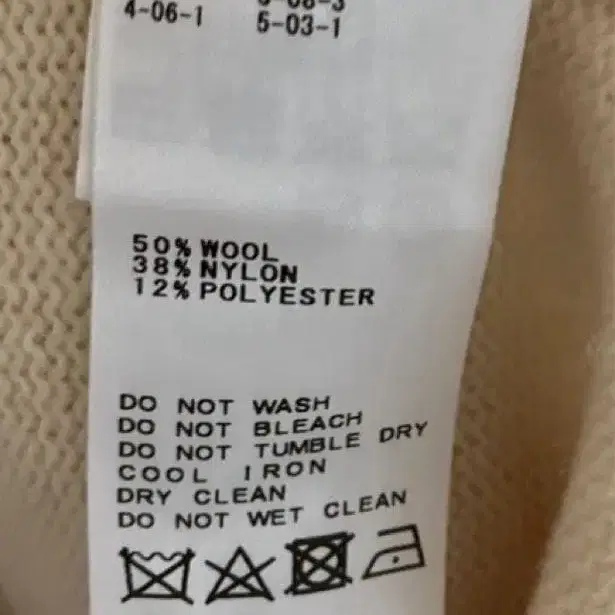 4-06-1
5-03-1
50% WOOL
38% NYLON
12% POLYESTER
DO NOT WASH
DO NOT BLEACH
DO NOT TUMBLE DRY
COOL IRON
DRY CLEAN
DO NOT WET CLEAN